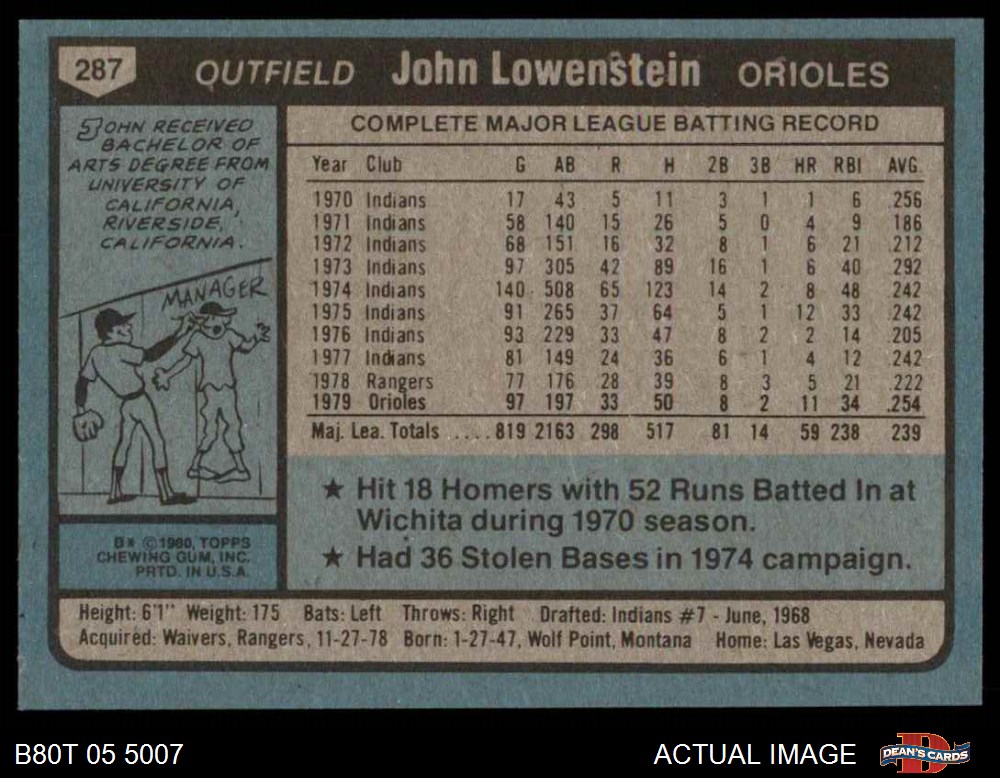 287 OUTFIELD John Lowenstein ORIOLES
JOHN RECEIVED
BACHELOR OF
ARTS DEGREE FROM
UNIVERSITY OF
CALIFORNIA,
RIVERSIDE,
CALIFORNIA.
MANAGER
B* ©1980, TOPPS
CHEWING GUM, INC.
PRTD. IN U.S.A.
COMPLETE MAJOR LEAGUE BATTING RECORD
Year Club G AB R H 2B 3B HR RBI AVG.
1970 Indians 17 43 5 11 3 1 1 6 .256
1971 Indians 58 140 15 26 5 0 4 9 .186
1972 Indians 68 151 16 32 8 1 6 21 .212
1973 Indians 97 305 42 89 16 1 6 40 .292
1974 Indians 140 508 65 123 14 2 8 48 .242
1975 Indians 91 265 37 64 5 1 12 33 .242
1976 Indians 93 229 33 47 8 2 2 14 .205
1977 Indians 81 149 24 36 6 1 4 12 .242
1978 Rangers 77 176 28 39 8 3 5 21 .222
1979 Orioles 97 197 33 50 8 2 11 34 .254
Maj. Lea. Totals ....819 2163 298 517 81 14 59 238 .239
★ Hit 18 Homers with 52 Runs Batted In at
Wichita during 1970 season.
★ Had 36 Stolen Bases in 1974 campaign.
Height: 6'1" Weight: 175 Bats: Left Throws: Right Drafted: Indians #7 - June, 1968
Acquired: Waivers, Rangers, 11-27-78 Born: 1-27-47, Wolf Point, Montana Home: Las Vegas, Nevada
B80T 05 5007 ACTUAL IMAGE DEAN'S CARDS